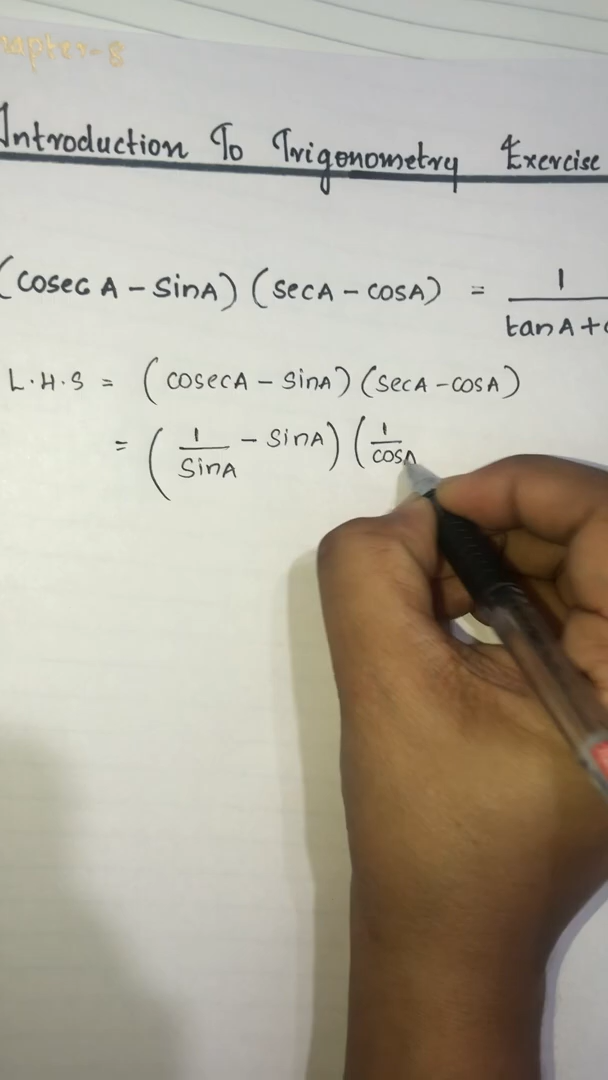 Introduction To Trigonometry Exercise
(cosec A - sinA) (secA - cosA) = 1 / tanA +
L.H.S = (cosecA - sinA) (secA - cosA)
= (1 / sinA - sinA) (1 / cosA